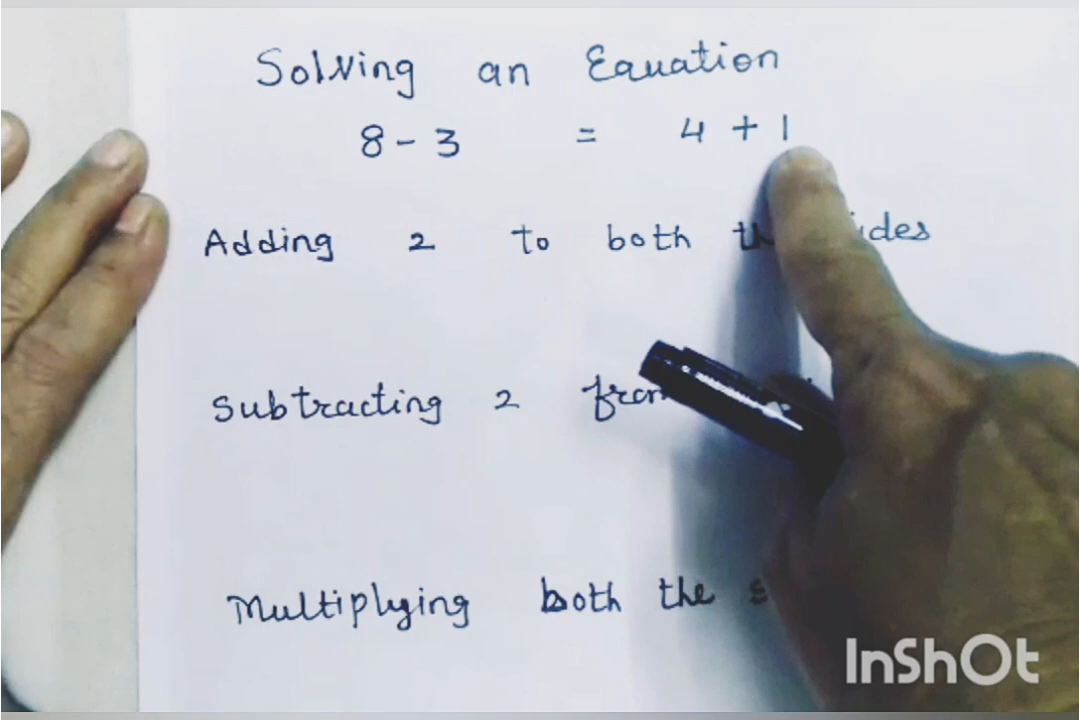 Solving an Equation
8 - 3 = 4 + 1
Adding 2 to both
Subtracting 2
Multiplying both the
InShOt